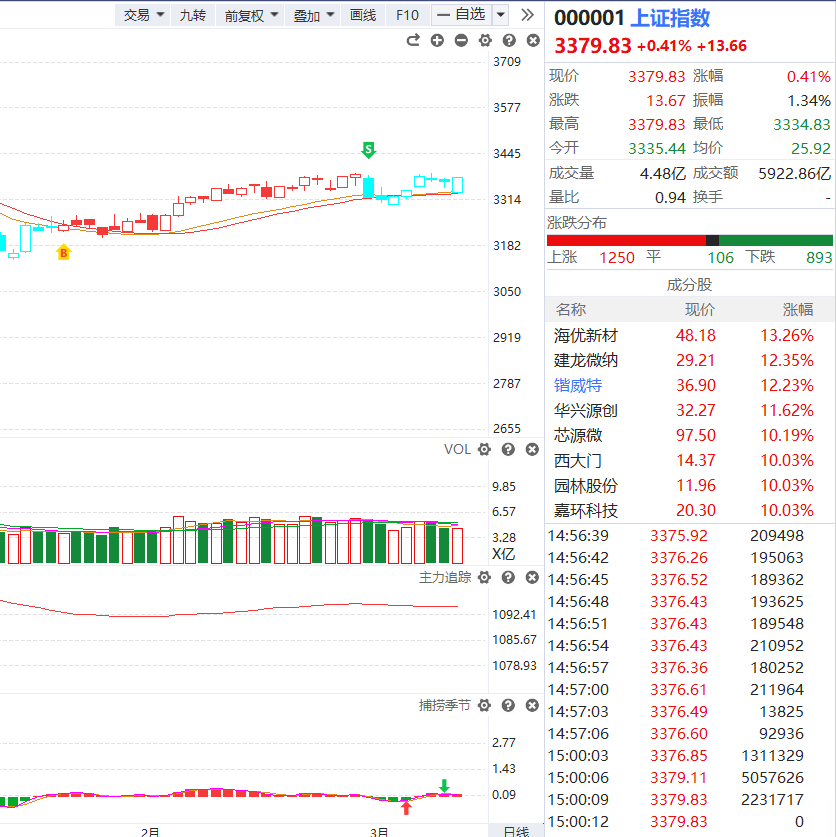 交易 九转 前复权 叠加 画线 F10 一 自选
000001 上证指数
3379.83 +0.41% +13.66
现价 3379.83 涨幅 0.41%
涨跌 13.67 振幅 1.34%
最高 3379.83 最低 3334.83
今开 3335.44 均价 25.92
成交量 4.48亿 成交额 5922.86亿
量比 0.94 换手 -
涨跌分布
上涨 1250 平 106 下跌 893
成分股
名称 现价 涨幅
海优新材 48.18 13.26%
建龙微纳 29.21 12.35%
锴威特 36.90 12.23%
华兴源创 32.27 11.62%
芯源微 97.50 10.19%
西大门 14.37 10.03%
园林股份 11.96 10.03%
嘉环科技 20.30 10.03%
14:56:39 3375.92 209498
14:56:42 3376.26 195063
14:56:45 3376.52 189362
14:56:48 3376.43 193625
14:56:51 3376.43 189548
14:56:54 3376.43 210952
14:56:57 3376.36 180252
14:57:00 3376.61 211964
14:57:03 3376.49 13825
14:57:06 3376.60 92936
15:00:03 3376.85 1311329
15:00:06 3379.11 5057626
15:00:09 3379.83 2231717
15:00:12 3379.83 0
3709
3577
3445
3314
3182
3050
2919
2787
2655
S
B
VOL
9.85
6.57
3.28
X亿
主力追踪
1092.41
1085.67
1078.93
捕捞季节
2.77
1.43
0.09
2月 3月 日线